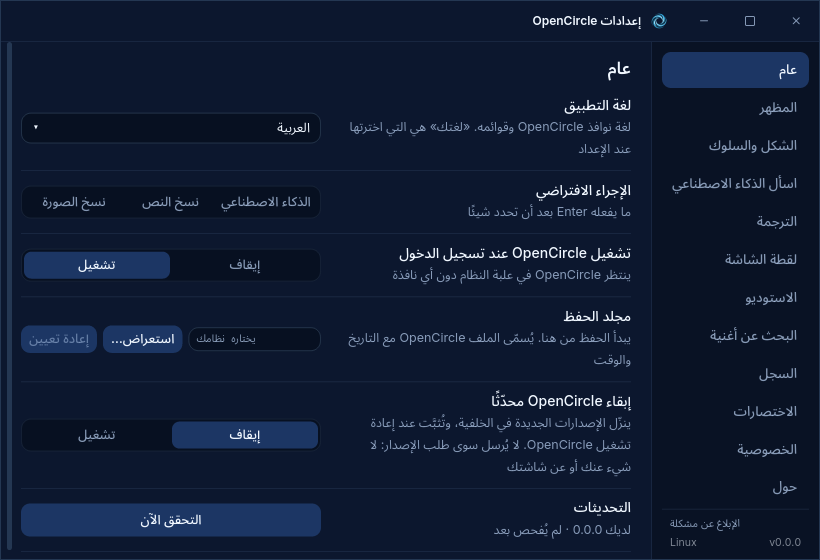 إعدادات OpenCircle
عام
المظهر
الشكل والسلوك
اسأل الذكاء الاصطناعي
الترجمة
لقطة الشاشة
الاستوديو
البحث عن أغنية
السجل
الاختصارات
الخصوصية
حول
الإبلاغ عن مشكلة
v0.0.0 Linux
عام
لغة التطبيق
لغة نوافذ OpenCircle وقوائمه. «لغتك» هي التي اخترتها
عند الإعداد
العربية
الإجراء الافتراضي
ما يفعله Enter بعد أن تحدد شيئًا
الذكاء الاصطناعي نسخ النص نسخ الصورة
تشغيل OpenCircle عند تسجيل الدخول
ينتظر OpenCircle في علبة النظام دون أي نافذة
إيقاف تشغيل
مجلد الحفظ
يبدأ الحفظ من هنا. يُسمّى الملف OpenCircle مع التاريخ
والوقت
يختاره نظامك استعراض... إعادة تعيين
إبقاء OpenCircle محدّثًا
ينزّل الإصدارات الجديدة في الخلفية، وتُثبَّت عند إعادة
تشغيل OpenCircle. لا يُرسل سوى طلب الإصدار: لا
شيء عنك أو عن شاشتك
إيقاف تشغيل
التحديثات
لديك 0.0.0 · لم يُفحص بعد
التحقق الآن